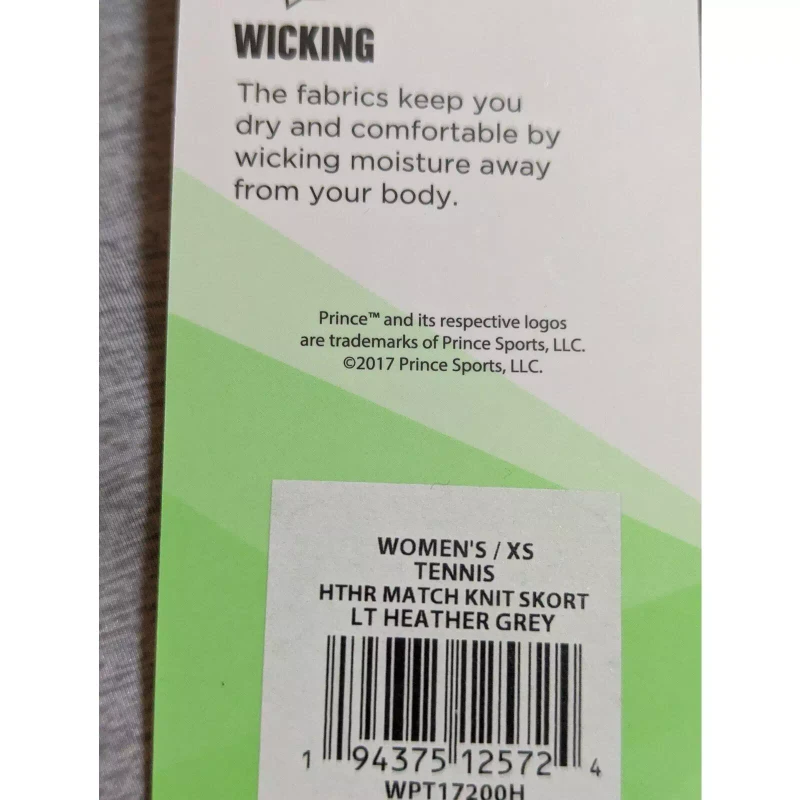 WICKING
The fabrics keep you
dry and comfortable by
wicking moisture away
from your body.
Prince™ and its respective logos
are trademarks of Prince Sports, LLC.
©2017 Prince Sports, LLC.
WOMEN'S / XS
TENNIS
HTHR MATCH KNIT SKORT
LT HEATHER GREY
1 94375 12572 4
WPT17200H